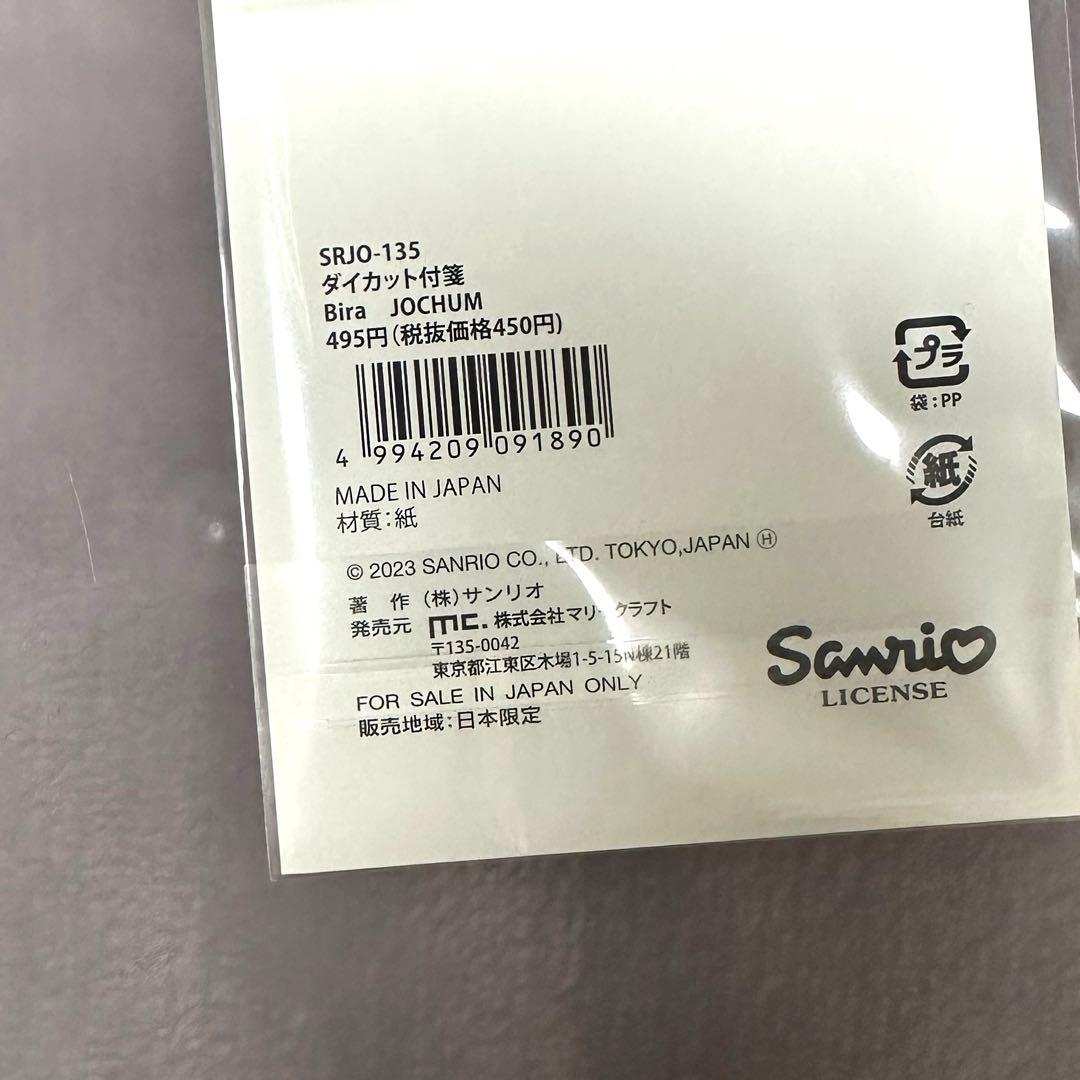 SRJO-135
ダイカット付箋
Bira JOCHUM
495円(税抜価格450円)
4 994209 091890
MADE IN JAPAN
材質:紙
© 2023 SANRIO CO., LTD. TOKYO,JAPAN Ⓗ
著 作 (株)サンリオ
発売元 mc. 株式会社マリモクラフト
〒135-0042
東京都江東区木場1-5-15N棟21階
FOR SALE IN JAPAN ONLY
販売地域:日本限定
プラ
袋:PP
紙
台紙
Sanrio
LICENSE